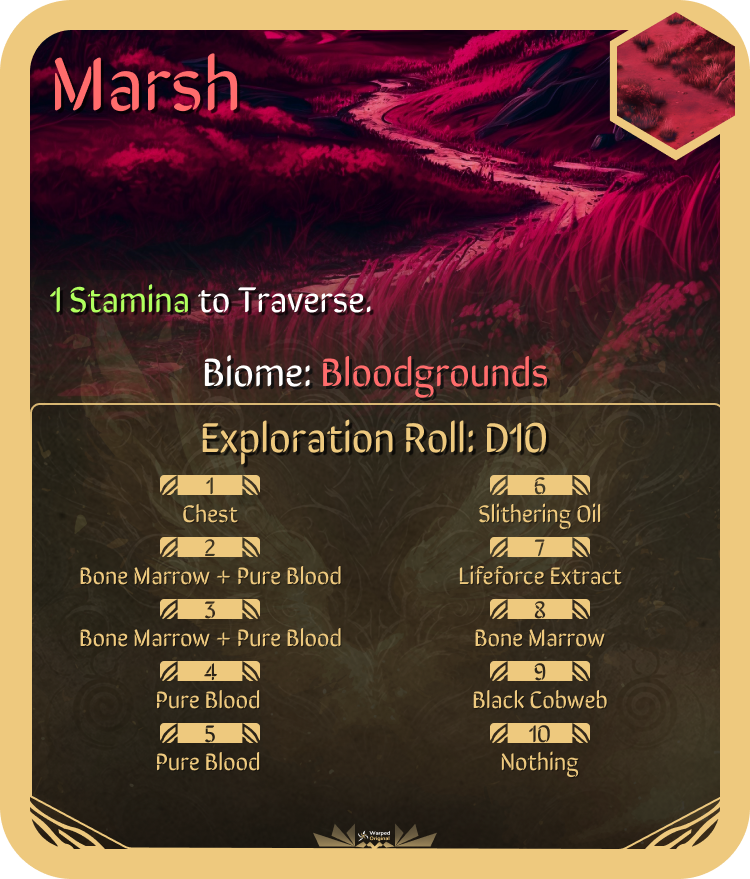 Marsh
1 Stamina to Traverse.
Biome: Bloodgrounds
Exploration Roll: D10
1
Chest
2
Bone Marrow + Pure Blood
3
Bone Marrow + Pure Blood
4
Pure Blood
5
Pure Blood
6
Slithering Oil
7
Lifeforce Extract
8
Bone Marrow
9
Black Cobweb
10
Nothing
Warped
Original